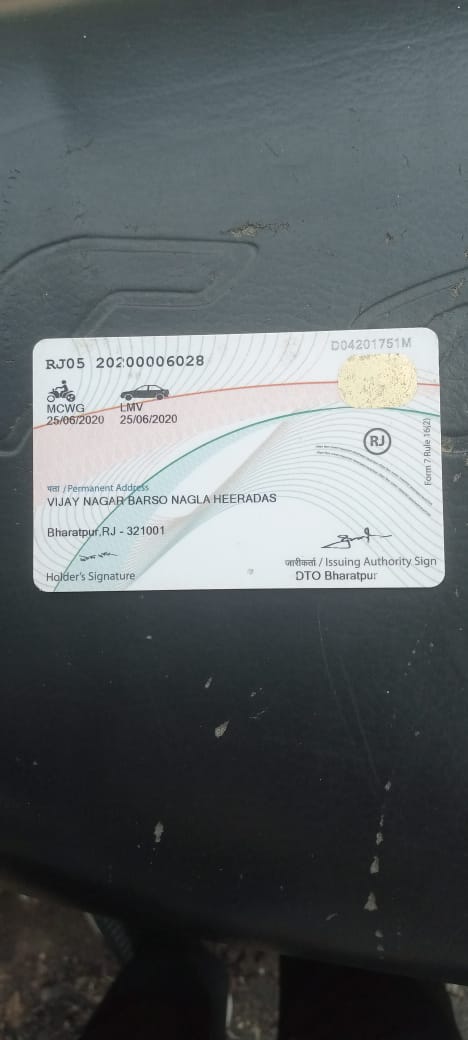 D04201751M
RJ05 20200006028
MCWG LMV
25/06/2020 25/06/2020
RJ
Form 7 Rule 16(2)
पता / Permanent Address
VIJAY NAGAR BARSO NAGLA HEERADAS
Bharatpur,RJ - 321001
Holder's Signature
जारीकर्ता / Issuing Authority Sign
DTO Bharatpur